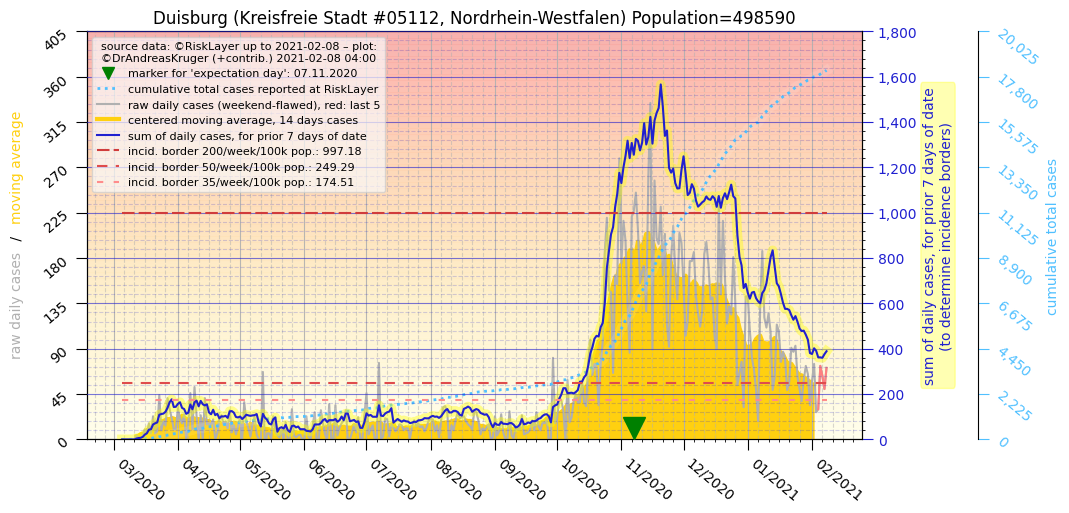 Duisburg (Kreisfreie Stadt #05112, Nordrhein-Westfalen) Population=498590
source data: ©RiskLayer up to 2021-02-08 – plot:
©DrAndreasKruger (+contrib.) 2021-02-08 04:00
marker for 'expectation day': 07.11.2020
cumulative total cases reported at RiskLayer
raw daily cases (weekend-flawed), red: last 5
centered moving average, 14 days cases
sum of daily cases, for prior 7 days of date
incid. border 200/week/100k pop.: 997.18
incid. border 50/week/100k pop.: 249.29
incid. border 35/week/100k pop.: 174.51
raw daily cases / moving average
405
360
315
270
225
180
135
90
45
0
03/2020
04/2020
05/2020
06/2020
07/2020
08/2020
09/2020
10/2020
11/2020
12/2020
01/2021
02/2021
1,800
1,600
1,400
1,200
1,000
800
600
400
200
0
sum of daily cases, for prior 7 days of date
(to determine incidence borders)
20,025
17,800
15,575
13,350
11,125
8,900
6,675
4,450
2,225
0
cumulative total cases